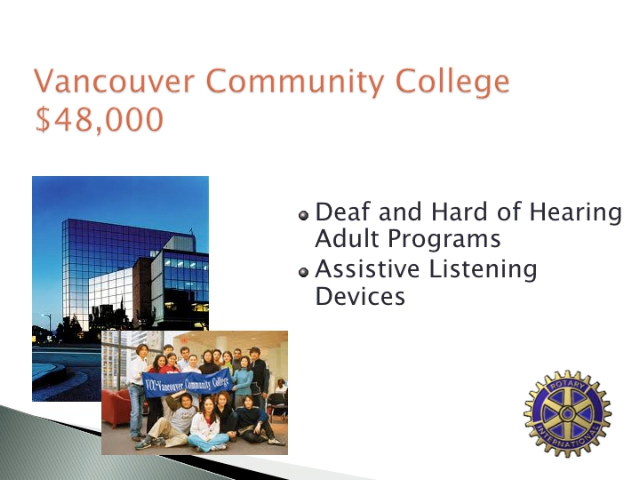 Vancouver Community College
$48,000
Deaf and Hard of Hearing
Adult Programs
Assistive Listening
Devices
VCC-Vancouver Community College
ROTARY
INTERNATIONAL